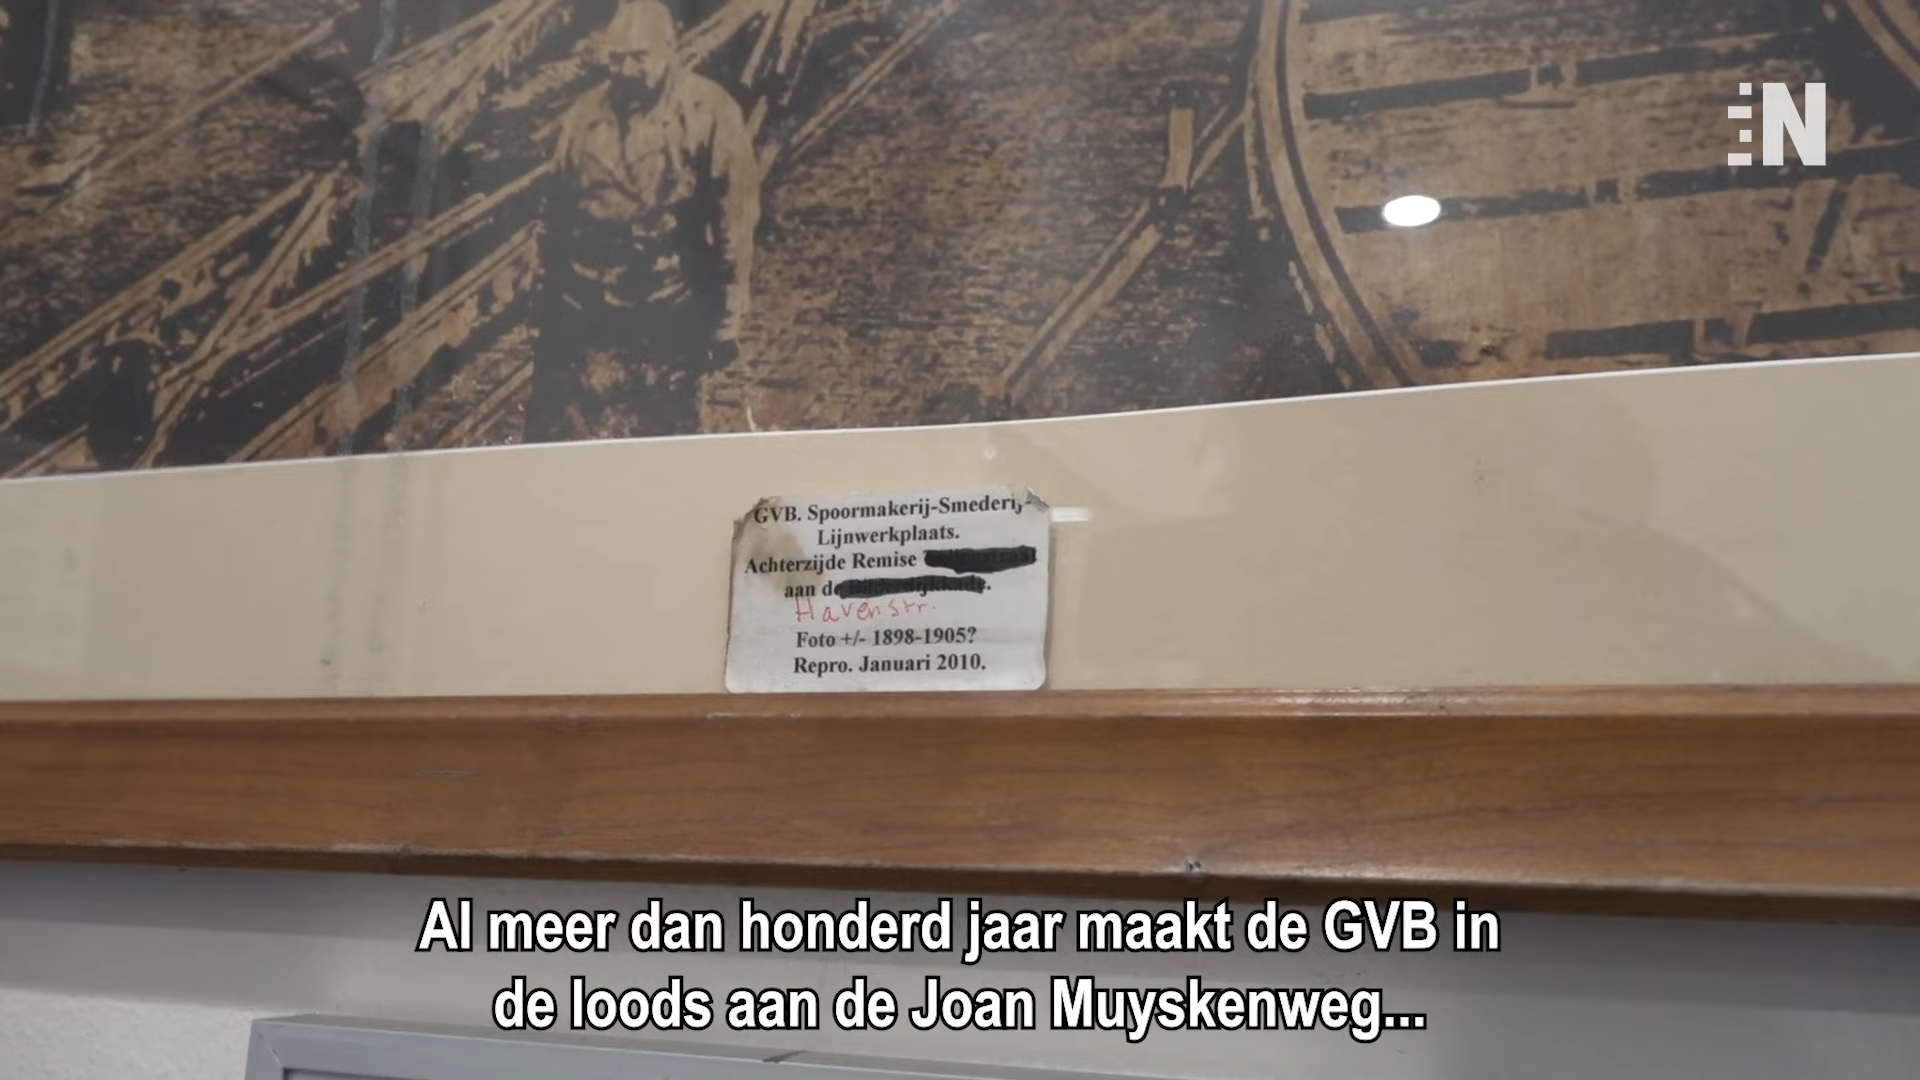 N
GVB. Spoormakerij-Smederij-
Lijnwerkplaats.
Achterzijde Remise
aan de
Havenstr.
Foto +/- 1898-1905?
Repro. Januari 2010.
Al meer dan honderd jaar maakt de GVB in
de loods aan de Joan Muyskenweg...